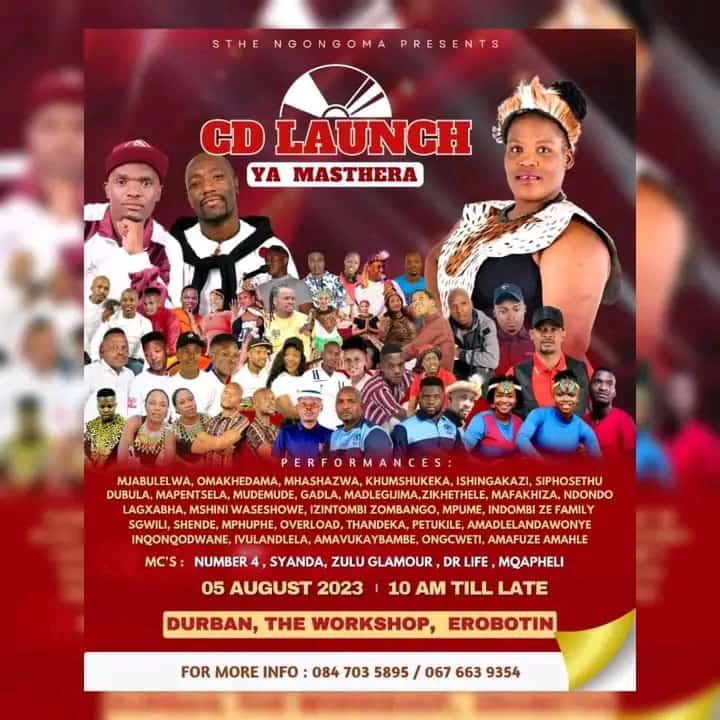 STHE NGONGOMA PRESENTS
CD LAUNCH
YA MASTHERA
PERFORMANCES:
MJABULELWA, OMAKHEDAMA, MHASHAZWA, KHUMSHUKEKA, ISHINGAKAZI, SIPHOSETHU
DUBULA, MAPENTSELA, MUDEMUDE, GADLA, MADLEGIJIMA,ZIKHETHELE, MAFAKHIZA, NDONDO
LAGXABHA, MSHINI WASESHOWE, IZINTOMBI ZOMBANGO, MPUME, INDOMBI ZE FAMILY
SGWILI, SHENDE, MPHUPHE, OVERLOAD, THANDEKA, PETUKILE, AMADLELANDAWONYE
INQONQODWANE, IVULANDLELA, AMAVUKAYBAMBE, ONGCWETI, AMAFUZE AMAHLE
MC'S : NUMBER 4 , SYANDA, ZULU GLAMOUR , DR LIFE , MQAPHELI
05 AUGUST 2023 | 10 AM TILL LATE
DURBAN, THE WORKSHOP, EROBOTIN
FOR MORE INFO : 084 703 5895 / 067 663 9354